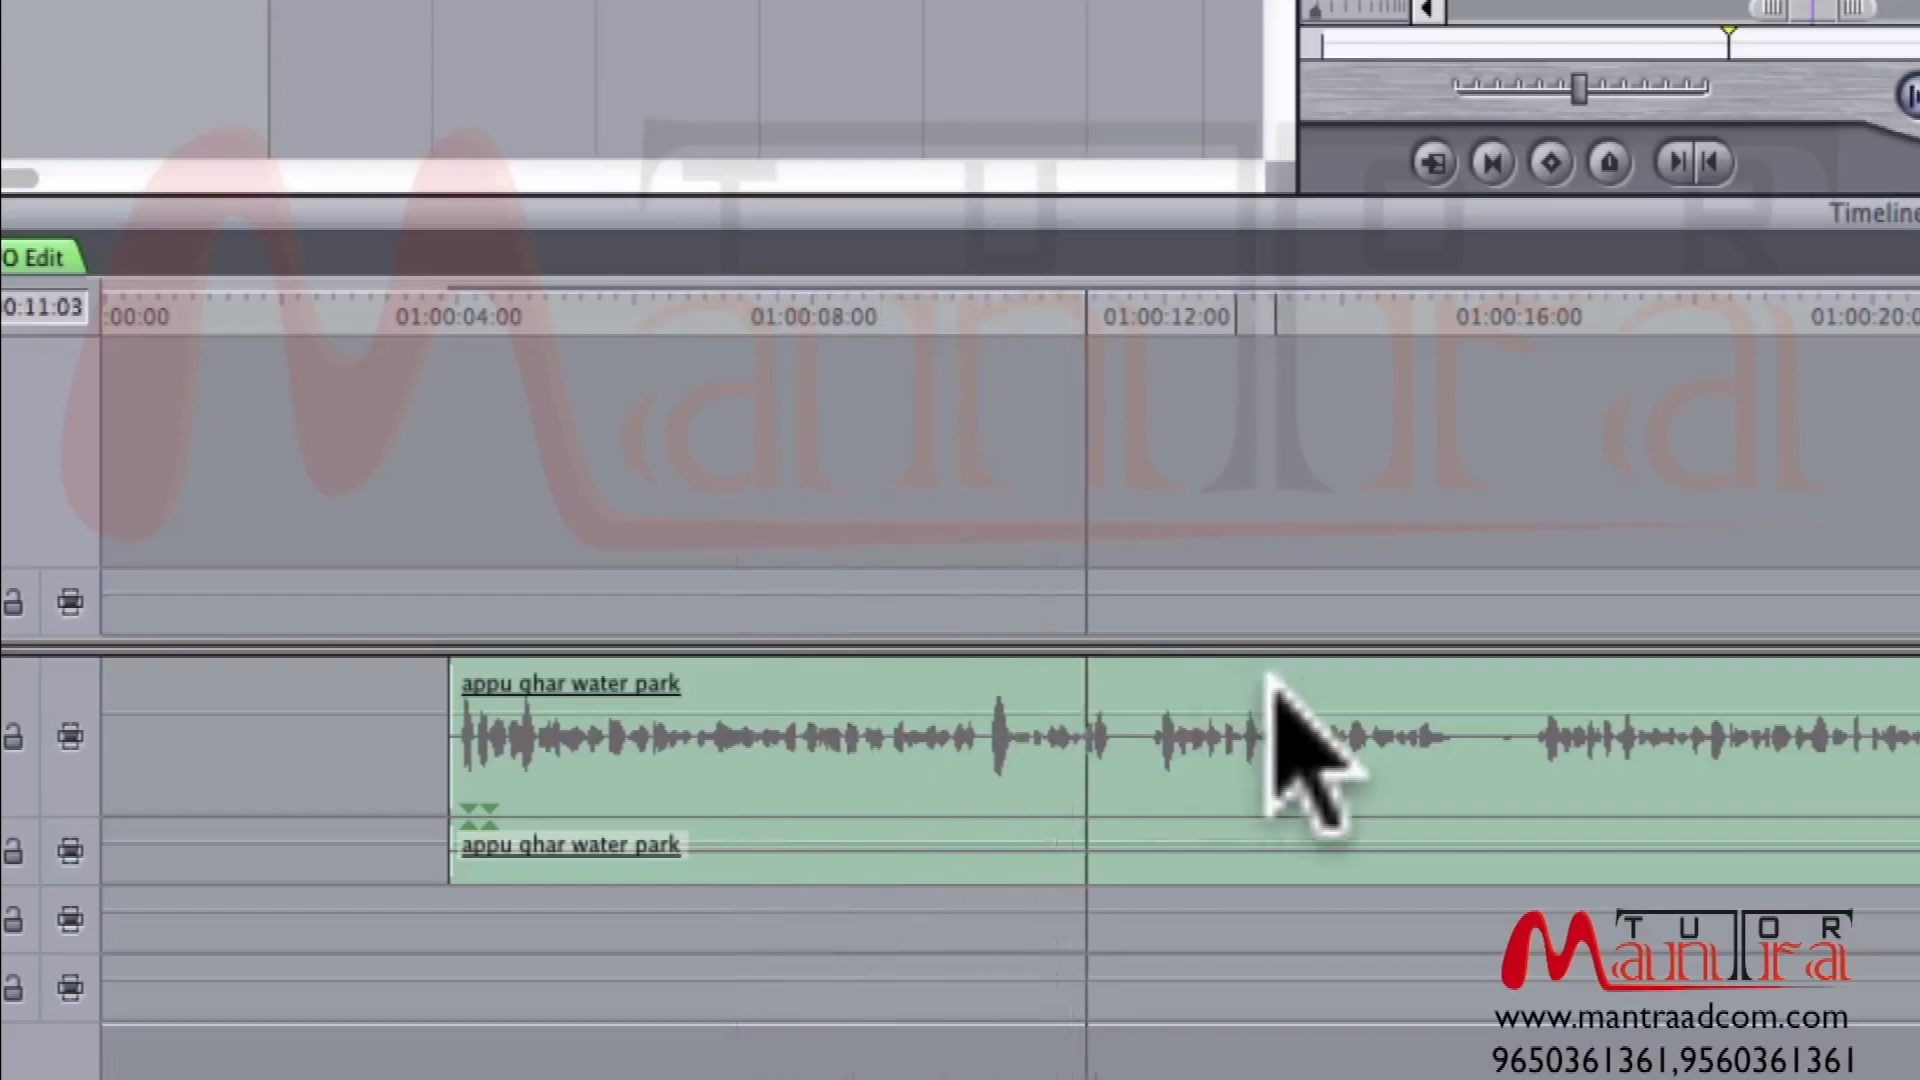 Timeline
O Edit
0:11:03
:00:00
01:00:04:00
01:00:08:00
01:00:12:00
01:00:16:00
01:00:20:0
TUTOR
Mantra
appu ghar water park
appu ghar water park
TUTOR
Mantra
www.mantraadcom.com
9650361361,9560361361